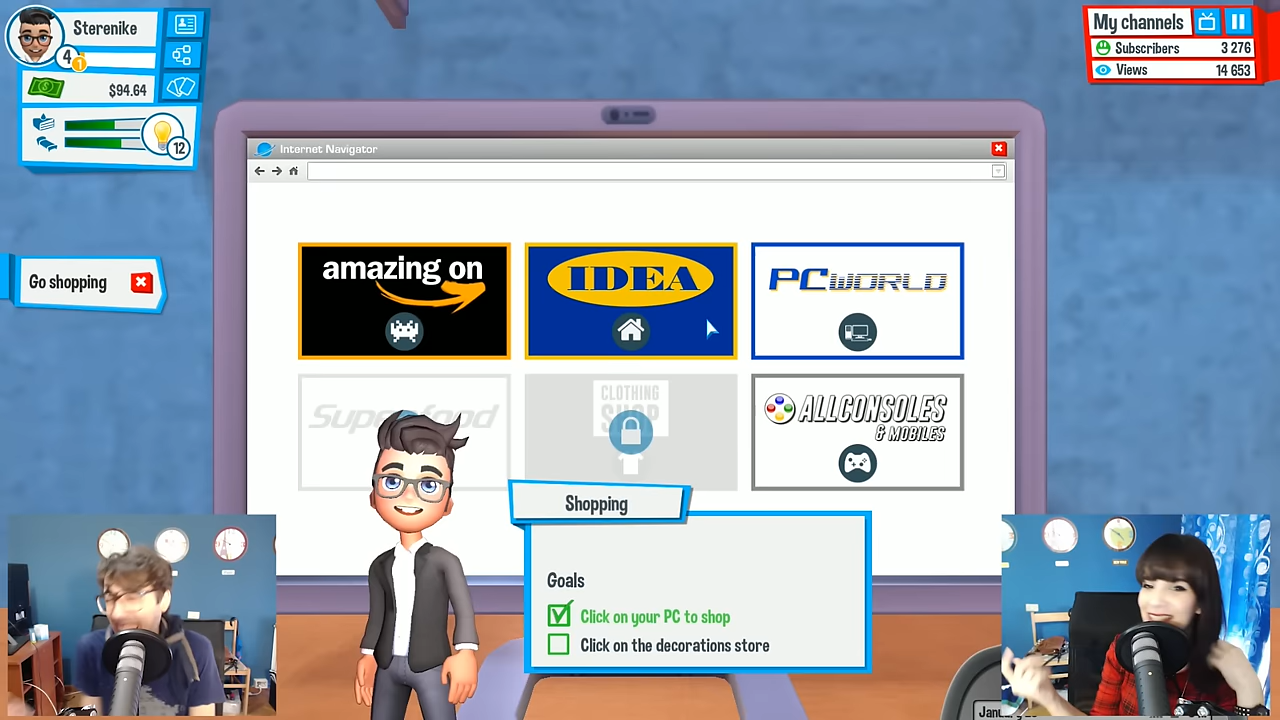 Sterenike
4
1
$94.64
12
My channels
Subscribers 3 276
Views 14 653
Internet Navigator
Go shopping
amazing on
IDEA
PCWORLD
CLOTHING
SHOP
ALLCONSOLES
& MOBILES
Shopping
Goals
Click on your PC to shop
Click on the decorations store